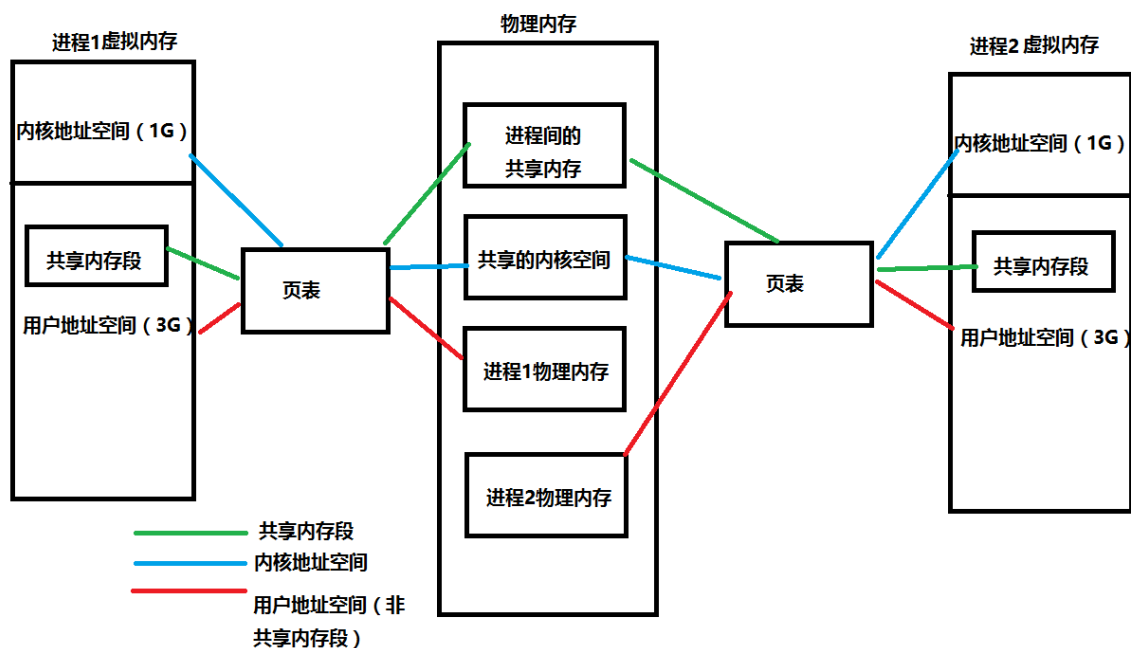 进程1虚拟内存
内核地址空间（1G）
共享内存段
用户地址空间（3G）
页表
物理内存
进程间的
共享内存
共享的内核空间
进程1物理内存
进程2物理内存
页表
进程2虚拟内存
内核地址空间（1G）
共享内存段
用户地址空间（3G）
共享内存段
内核地址空间
用户地址空间（非
共享内存段）